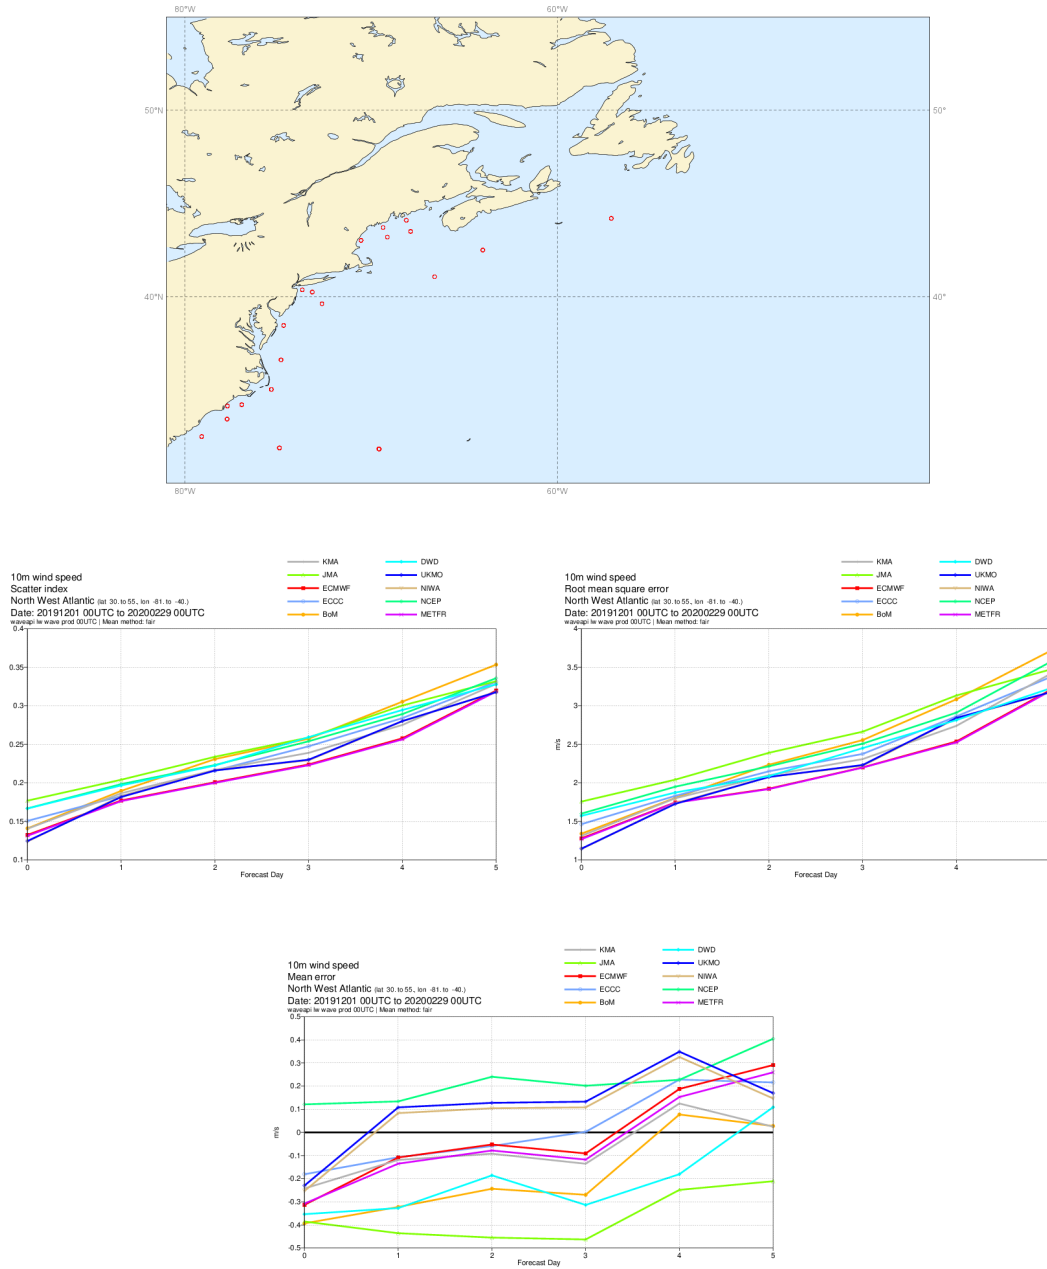 80°W 60°W
50°N 50°
40°N 40°
80°W 60°W
10m wind speed
Scatter index
North West Atlantic (lat 30. to 55., lon -81. to -40.)
Date: 20191201 00UTC to 20200229 00UTC
waveapi lw wave prod 00UTC | Mean method: fair
KMA DWD
JMA UKMO
ECMWF NIWA
ECCC NCEP
BoM METFR
0.4
0.35
0.3
0.25
0.2
0.15
0.1
0 1 2 3 4 5
Forecast Day
10m wind speed
Root mean square error
North West Atlantic (lat 30. to 55., lon -81. to -40.)
Date: 20191201 00UTC to 20200229 00UTC
waveapi lw wave prod 00UTC | Mean method: fair
KMA DWD
JMA UKMO
ECMWF NIWA
ECCC NCEP
BoM METFR
m/s
4
3.5
3
2.5
2
1.5
1
0 1 2 3 4
Forecast Day
10m wind speed
Mean error
North West Atlantic (lat 30. to 55., lon -81. to -40.)
Date: 20191201 00UTC to 20200229 00UTC
waveapi lw wave prod 00UTC | Mean method: fair
KMA DWD
JMA UKMO
ECMWF NIWA
ECCC NCEP
BoM METFR
m/s
0.5
0.4
0.3
0.2
0.1
0
-0.1
-0.2
-0.3
-0.4
-0.5
0 1 2 3 4 5
Forecast Day